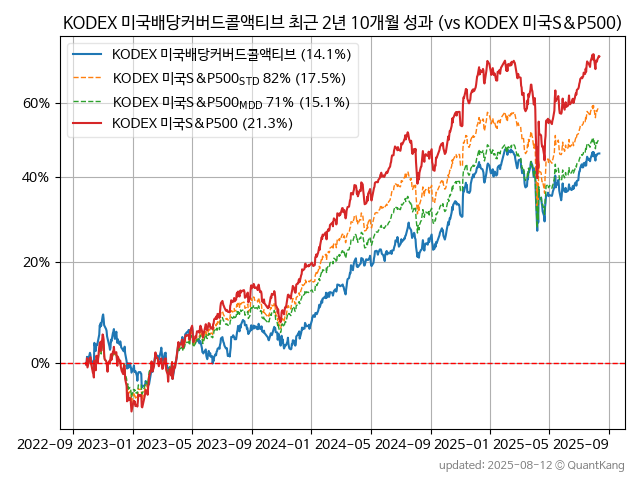 KODEX 미국배당커버드콜액티브 최근 2년 10개월 성과 (vs KODEX 미국S&P500)
KODEX 미국배당커버드콜액티브 (14.1%)
KODEX 미국S&P500STD 82% (17.5%)
KODEX 미국S&P500MDD 71% (15.1%)
KODEX 미국S&P500 (21.3%)
60%
40%
20%
0%
2022-09 2023-01 2023-05 2023-09 2024-01 2024-05 2024-09 2025-01 2025-05 2025-09
updated: 2025-08-12 © QuantKang